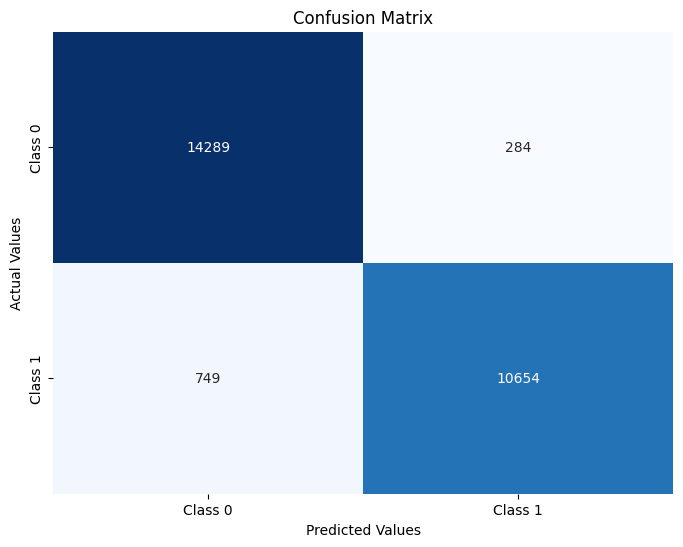 Confusion Matrix
Actual Values
Class 0
14289 284
Class 1
749 10654
Class 0 Class 1
Predicted Values